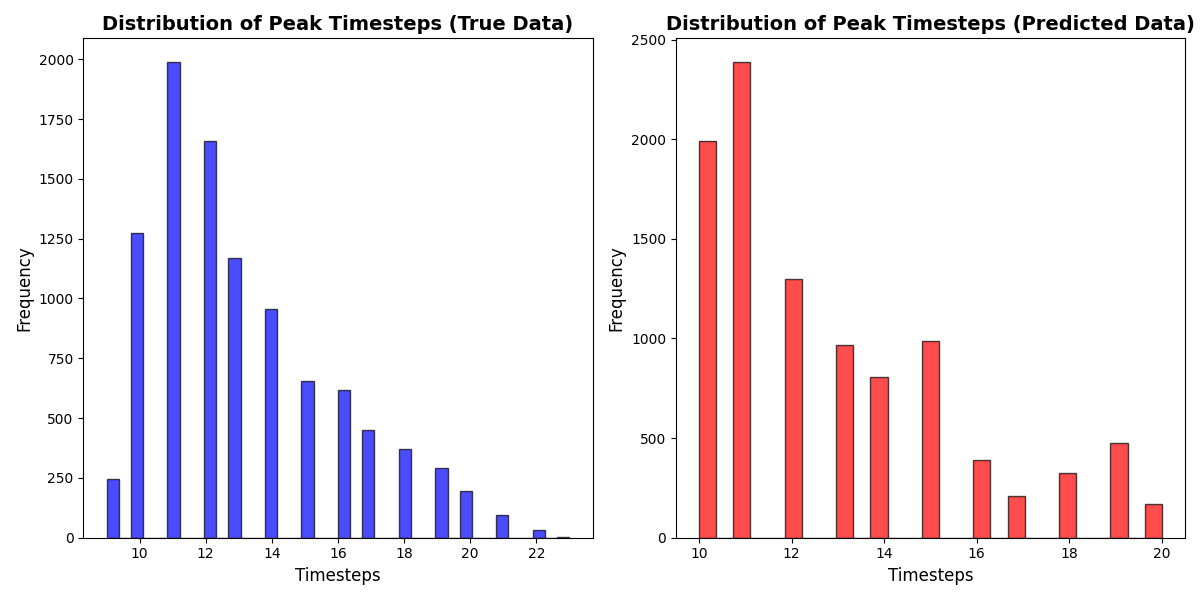 Distribution of Peak Timesteps (True Data)
Frequency
2000
1750
1500
1250
1000
750
500
250
0
10 12 14 16 18 20 22
Timesteps
Distribution of Peak Timesteps (Predicted Data)
Frequency
2500
2000
1500
1000
500
0
10 12 14 16 18 20
Timesteps